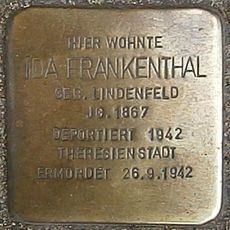 HIER WOHNTE
IDA FRANKENTHAL
GEB. LINDENFELD
JG. 1867
DEPORTIERT 1942
THERESIENSTADT
ERMORDET 26.9.1942